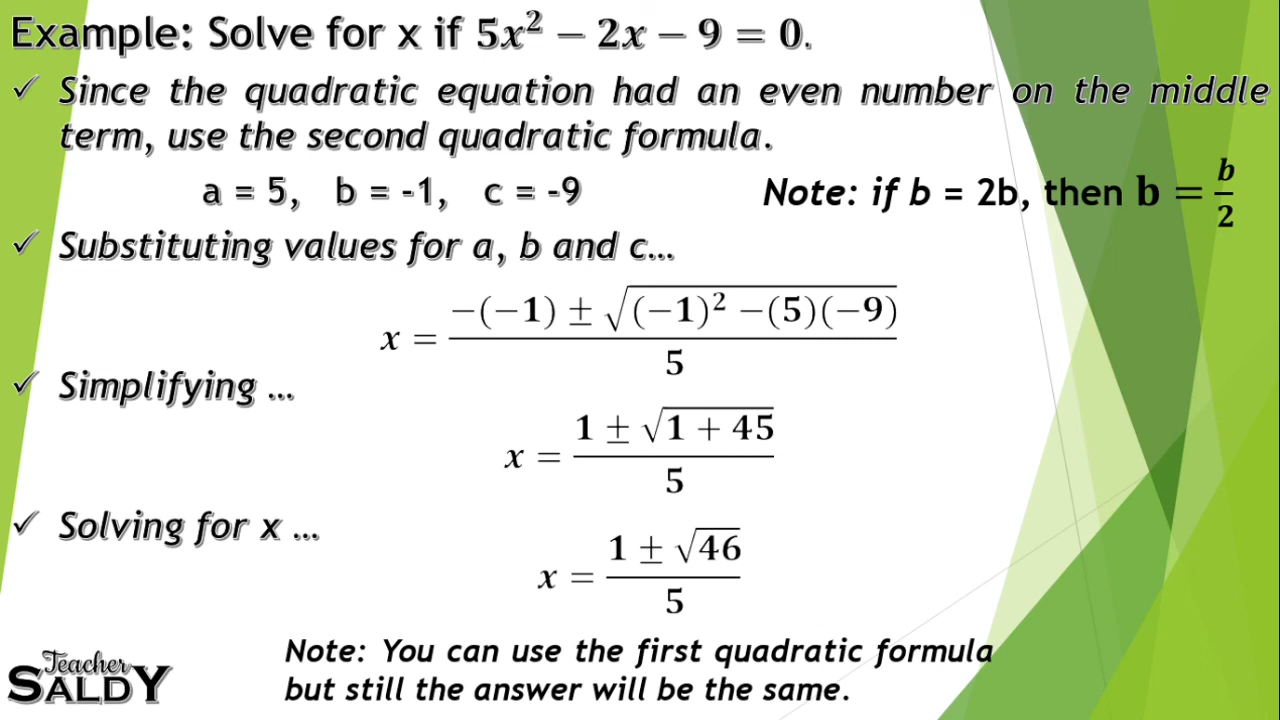 Example: Solve for x if 5x² − 2x − 9 = 0.
✓ Since the quadratic equation had an even number on the middle
term, use the second quadratic formula.
a = 5, b = -1, c = -9 Note: if b = 2b, then b = b/2
✓ Substituting values for a, b and c…
x = (−(−1) ± √((−1)² −(5)(−9)))/5
✓ Simplifying …
x = (1 ± √(1 + 45))/5
✓ Solving for x …
x = (1 ± √46)/5
Note: You can use the first quadratic formula
but still the answer will be the same.
Teacher
SALDY